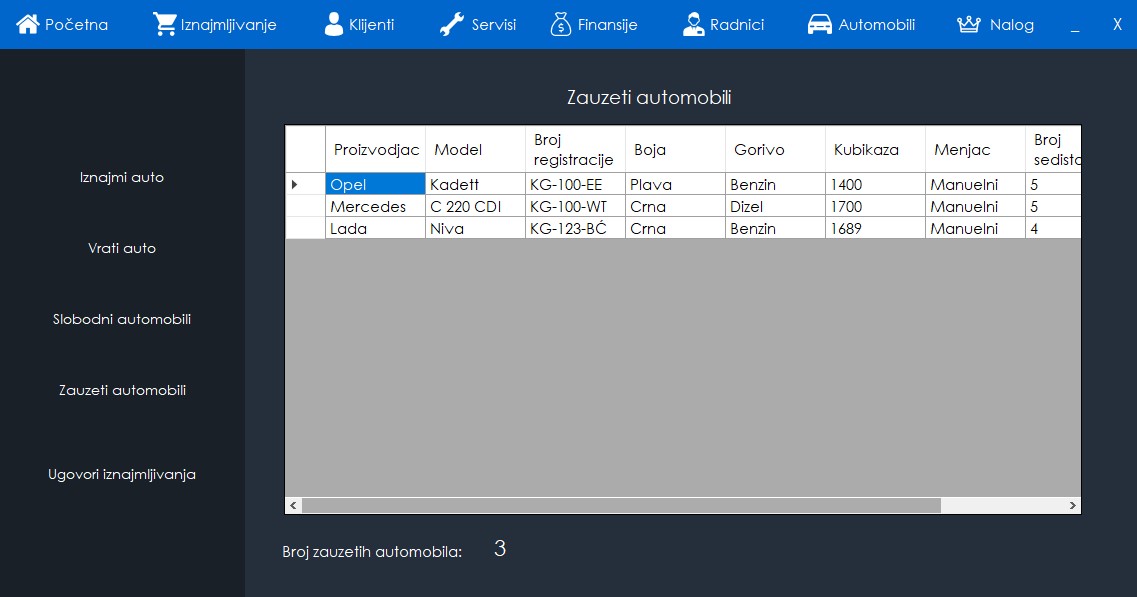 Početna Iznajmljivanje Klijenti Servisi Finansije Radnici Automobili Nalog _ X
Iznajmi auto
Vrati auto
Slobodni automobili
Zauzeti automobili
Ugovori iznajmljivanja
Zauzeti automobili
Proizvodjac Model Broj registracije Boja Gorivo Kubikaza Menjac Broj sedista
Opel Kadett KG-100-EE Plava Benzin 1400 Manuelni 5
Mercedes C 220 CDI KG-100-WT Crna Dizel 1700 Manuelni 5
Lada Niva KG-123-BĆ Crna Benzin 1689 Manuelni 4
Broj zauzetih automobila: 3